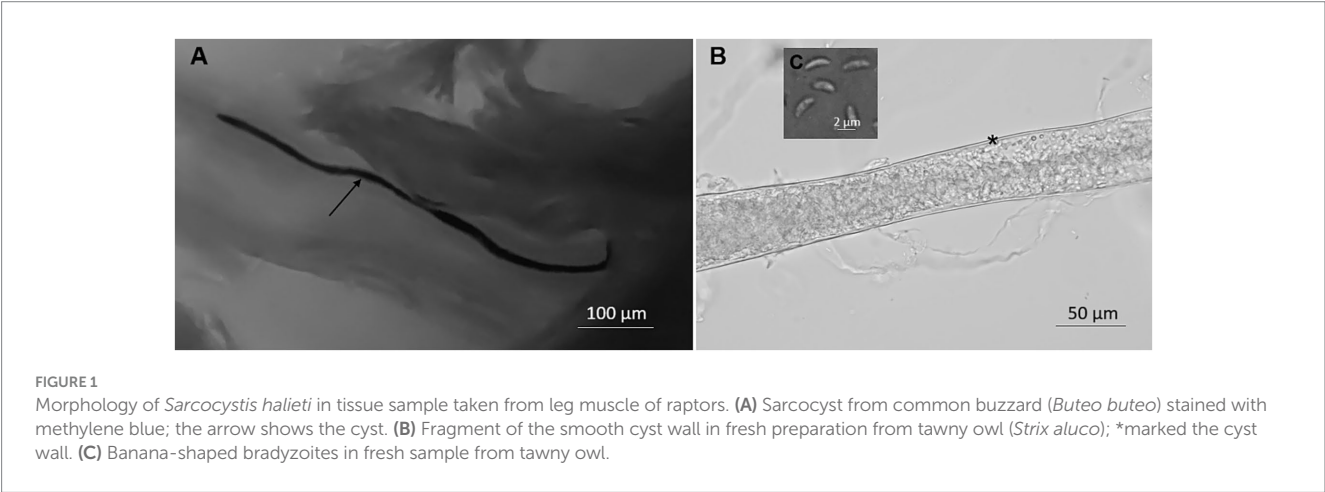 A
B
C
2 µm
*
100 µm
50 µm
FIGURE 1
Morphology of Sarcocystis halieti in tissue sample taken from leg muscle of raptors. (A) Sarcocyst from common buzzard (Buteo buteo) stained with
methylene blue; the arrow shows the cyst. (B) Fragment of the smooth cyst wall in fresh preparation from tawny owl (Strix aluco); *marked the cyst
wall. (C) Banana-shaped bradyzoites in fresh sample from tawny owl.